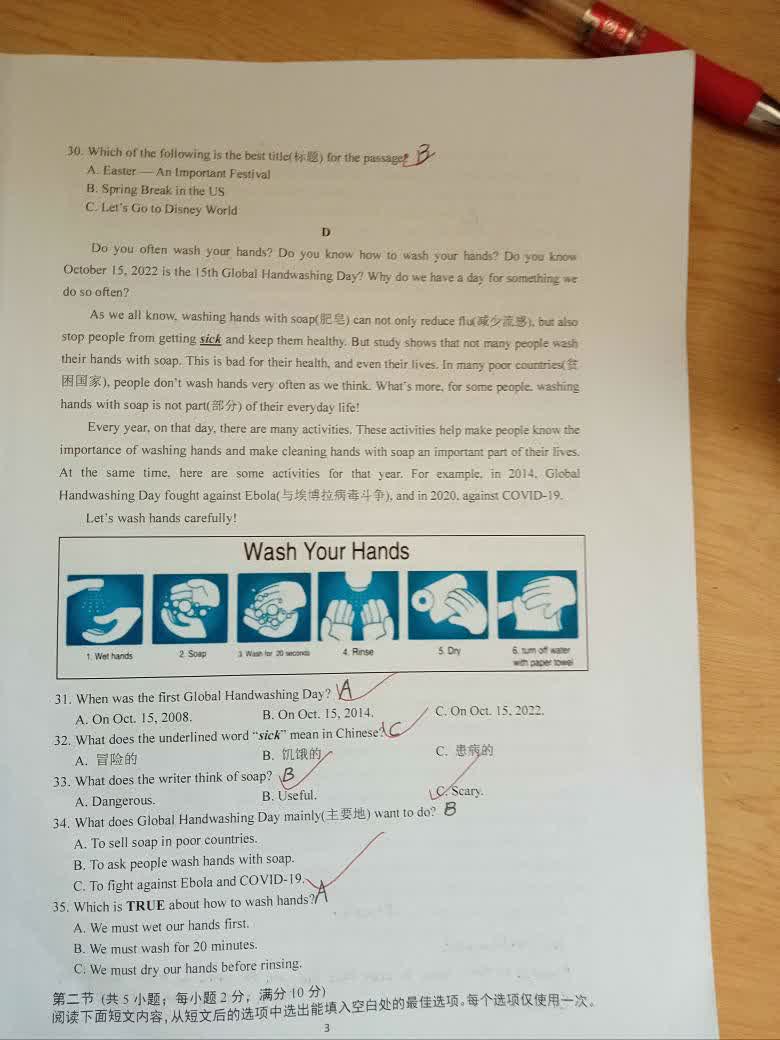 30. Which of the following is the best title(标题) for the passage? B
A. Easter — An Important Festival
B. Spring Break in the US
C. Let's Go to Disney World
D
Do you often wash your hands? Do you know how to wash your hands? Do you know
October 15, 2022 is the 15th Global Handwashing Day? Why do we have a day for something we
do so often?
As we all know, washing hands with soap(肥皂) can not only reduce flu(减少流感), but also
stop people from getting sick and keep them healthy. But study shows that not many people wash
their hands with soap. This is bad for their health, and even their lives. In many poor countries(贫
困国家), people don't wash hands very often as we think. What's more, for some people, washing
hands with soap is not part(部分) of their everyday life!
Every year, on that day, there are many activities. These activities help make people know the
importance of washing hands and make cleaning hands with soap an important part of their lives.
At the same time, here are some activities for that year. For example, in 2014, Global
Handwashing Day fought against Ebola(与埃博拉病毒斗争), and in 2020, against COVID-19.
Let's wash hands carefully!
Wash Your Hands
1. Wet hands 2. Soap 3. Wash for 20 seconds 4. Rinse 5. Dry 6. turn off water
with paper towel
31. When was the first Global Handwashing Day? A
A. On Oct. 15, 2008. B. On Oct. 15, 2014. C. On Oct. 15, 2022.
32. What does the underlined word "sick" mean in Chinese? C
A. 冒险的 B. 饥饿的 C. 患病的
33. What does the writer think of soap? B
A. Dangerous. B. Useful. C. Scary.
34. What does Global Handwashing Day mainly(主要地) want to do? B
A. To sell soap in poor countries.
B. To ask people wash hands with soap.
C. To fight against Ebola and COVID-19.
35. Which is TRUE about how to wash hands? A
A. We must wet our hands first.
B. We must wash for 20 minutes.
C. We must dry our hands before rinsing.
第二节 (共 5 小题；每小题 2 分，满分 10 分)
阅读下面短文内容，从短文后的选项中选出能填入空白处的最佳选项。每个选项仅使用一次。
3